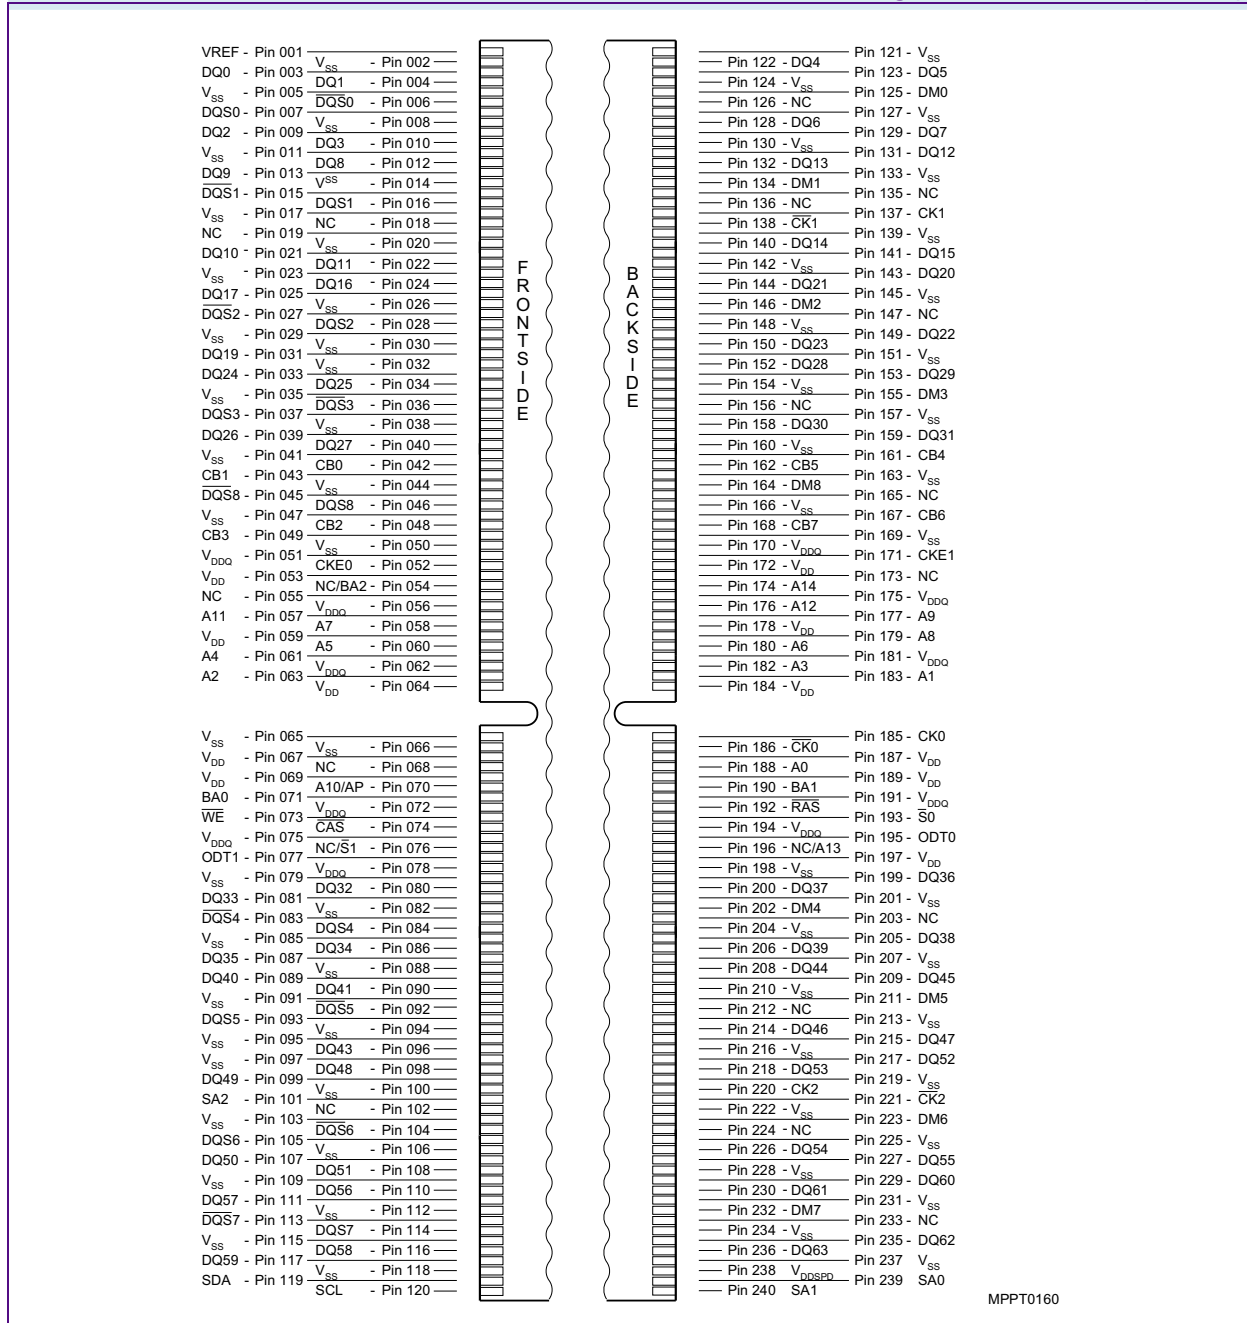 VREF - Pin 001
VSS - Pin 002
DQ0 - Pin 003
DQ1 - Pin 004
VSS - Pin 005
D̅Q̅S̅0 - Pin 006
DQS0 - Pin 007
VSS - Pin 008
DQ2 - Pin 009
DQ3 - Pin 010
VSS - Pin 011
DQ8 - Pin 012
DQ9 - Pin 013
VSS - Pin 014
D̅Q̅S̅1 - Pin 015
DQS1 - Pin 016
VSS - Pin 017
NC - Pin 018
NC - Pin 019
VSS - Pin 020
DQ10 - Pin 021
DQ11 - Pin 022
VSS - Pin 023
DQ16 - Pin 024
DQ17 - Pin 025
VSS - Pin 026
D̅Q̅S̅2 - Pin 027
DQS2 - Pin 028
VSS - Pin 029
VSS - Pin 030
DQ19 - Pin 031
VSS - Pin 032
DQ24 - Pin 033
DQ25 - Pin 034
VSS - Pin 035
D̅Q̅S̅3 - Pin 036
DQS3 - Pin 037
VSS - Pin 038
DQ26 - Pin 039
DQ27 - Pin 040
VSS - Pin 041
CB0 - Pin 042
CB1 - Pin 043
VSS - Pin 044
D̅Q̅S̅8 - Pin 045
DQS8 - Pin 046
VSS - Pin 047
CB2 - Pin 048
CB3 - Pin 049
VSS - Pin 050
VDDQ - Pin 051
CKE0 - Pin 052
VDD - Pin 053
NC/BA2 - Pin 054
NC - Pin 055
VDDQ - Pin 056
A11 - Pin 057
A7 - Pin 058
VDD - Pin 059
A5 - Pin 060
A4 - Pin 061
VDDQ - Pin 062
A2 - Pin 063
VDD - Pin 064
VSS - Pin 065
VSS - Pin 066
VDD - Pin 067
NC - Pin 068
VDD - Pin 069
A10/AP - Pin 070
BA0 - Pin 071
VDDQ - Pin 072
W̅E̅ - Pin 073
C̅A̅S̅ - Pin 074
VDDQ - Pin 075
NC/S̅1 - Pin 076
ODT1 - Pin 077
VDDQ - Pin 078
VSS - Pin 079
DQ32 - Pin 080
DQ33 - Pin 081
VSS - Pin 082
D̅Q̅S̅4 - Pin 083
DQS4 - Pin 084
VSS - Pin 085
DQ34 - Pin 086
DQ35 - Pin 087
VSS - Pin 088
DQ40 - Pin 089
DQ41 - Pin 090
VSS - Pin 091
D̅Q̅S̅5 - Pin 092
DQS5 - Pin 093
VSS - Pin 094
VSS - Pin 095
DQ43 - Pin 096
VSS - Pin 097
DQ48 - Pin 098
DQ49 - Pin 099
VSS - Pin 100
SA2 - Pin 101
NC - Pin 102
VSS - Pin 103
D̅Q̅S̅6 - Pin 104
DQS6 - Pin 105
VSS - Pin 106
DQ50 - Pin 107
DQ51 - Pin 108
VSS - Pin 109
DQ56 - Pin 110
DQ57 - Pin 111
VSS - Pin 112
D̅Q̅S̅7 - Pin 113
DQS7 - Pin 114
VSS - Pin 115
DQ58 - Pin 116
DQ59 - Pin 117
VSS - Pin 118
SDA - Pin 119
SCL - Pin 120
FRONTSIDE
BACKSIDE
Pin 121 - VSS
Pin 122 - DQ4
Pin 123 - DQ5
Pin 124 - VSS
Pin 125 - DM0
Pin 126 - NC
Pin 127 - VSS
Pin 128 - DQ6
Pin 129 - DQ7
Pin 130 - VSS
Pin 131 - DQ12
Pin 132 - DQ13
Pin 133 - VSS
Pin 134 - DM1
Pin 135 - NC
Pin 136 - NC
Pin 137 - CK1
Pin 138 - C̅K̅1
Pin 139 - VSS
Pin 140 - DQ14
Pin 141 - DQ15
Pin 142 - VSS
Pin 143 - DQ20
Pin 144 - DQ21
Pin 145 - VSS
Pin 146 - DM2
Pin 147 - NC
Pin 148 - VSS
Pin 149 - DQ22
Pin 150 - DQ23
Pin 151 - VSS
Pin 152 - DQ28
Pin 153 - DQ29
Pin 154 - VSS
Pin 155 - DM3
Pin 156 - NC
Pin 157 - VSS
Pin 158 - DQ30
Pin 159 - DQ31
Pin 160 - VSS
Pin 161 - CB4
Pin 162 - CB5
Pin 163 - VSS
Pin 164 - DM8
Pin 165 - NC
Pin 166 - VSS
Pin 167 - CB6
Pin 168 - CB7
Pin 169 - VSS
Pin 170 - VDDQ
Pin 171 - CKE1
Pin 172 - VDD
Pin 173 - NC
Pin 174 - A14
Pin 175 - VDDQ
Pin 176 - A12
Pin 177 - A9
Pin 178 - VDD
Pin 179 - A8
Pin 180 - A6
Pin 181 - VDDQ
Pin 182 - A3
Pin 183 - A1
Pin 184 - VDD
Pin 185 - CK0
Pin 186 - C̅K̅0
Pin 187 - VDD
Pin 188 - A0
Pin 189 - VDD
Pin 190 - BA1
Pin 191 - VDDQ
Pin 192 - R̅A̅S̅
Pin 193 - S̅0
Pin 194 - VDDQ
Pin 195 - ODT0
Pin 196 - NC/A13
Pin 197 - VDD
Pin 198 - VSS
Pin 199 - DQ36
Pin 200 - DQ37
Pin 201 - VSS
Pin 202 - DM4
Pin 203 - NC
Pin 204 - VSS
Pin 205 - DQ38
Pin 206 - DQ39
Pin 207 - VSS
Pin 208 - DQ44
Pin 209 - DQ45
Pin 210 - VSS
Pin 211 - DM5
Pin 212 - NC
Pin 213 - VSS
Pin 214 - DQ46
Pin 215 - DQ47
Pin 216 - VSS
Pin 217 - DQ52
Pin 218 - DQ53
Pin 219 - VSS
Pin 220 - CK2
Pin 221 - C̅K̅2
Pin 222 - VSS
Pin 223 - DM6
Pin 224 - NC
Pin 225 - VSS
Pin 226 - DQ54
Pin 227 - DQ55
Pin 228 - VSS
Pin 229 - DQ60
Pin 230 - DQ61
Pin 231 - VSS
Pin 232 - DM7
Pin 233 - NC
Pin 234 - VSS
Pin 235 - DQ62
Pin 236 - DQ63
Pin 237 VSS
Pin 238 VDDSPD
Pin 239 SA0
Pin 240 SA1
MPPT0160